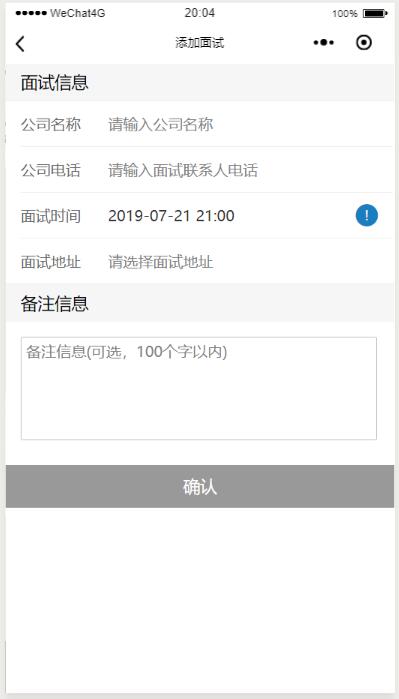 ●●●●● WeChat4G 20:04 100%
添加面试
面试信息
公司名称 请输入公司名称
公司电话 请输入面试联系人电话
面试时间 2019-07-21 21:00 !
面试地址 请选择面试地址
备注信息
备注信息(可选，100个字以内)
确认